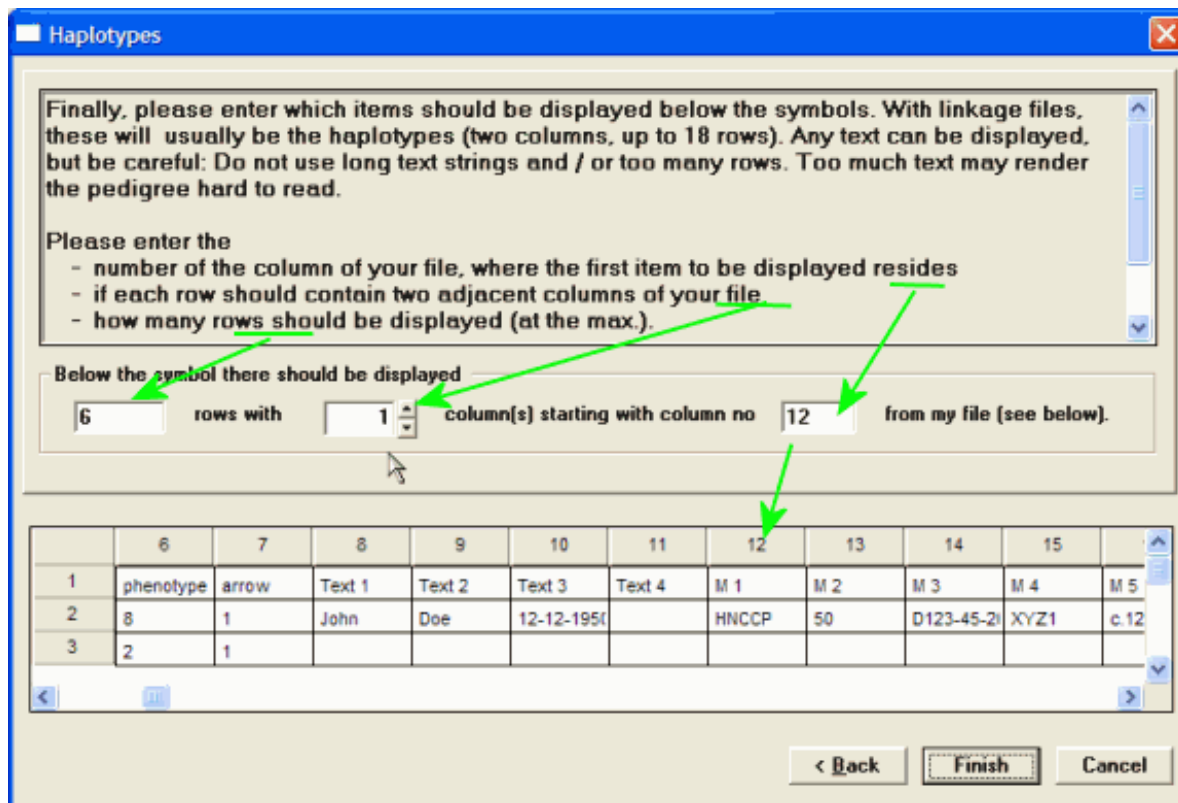 Haplotypes
Finally, please enter which items should be displayed below the symbols. With linkage files,
these will usually be the haplotypes (two columns, up to 18 rows). Any text can be displayed,
but be careful: Do not use long text strings and / or too many rows. Too much text may render
the pedigree hard to read.
Please enter the
- number of the column of your file, where the first item to be displayed resides
- if each row should contain two adjacent columns of your file.
- how many rows should be displayed (at the max.).
Below the symbol there should be displayed
6 rows with 1 column(s) starting with column no 12 from my file (see below).
6 7 8 9 10 11 12 13 14 15
1 phenotype arrow Text 1 Text 2 Text 3 Text 4 M 1 M 2 M 3 M 4 M 5
2 8 1 John Doe 12-12-195 HNCCP 50 D123-45-2 XYZ1 c.12
3 2 1
< Back Finish Cancel